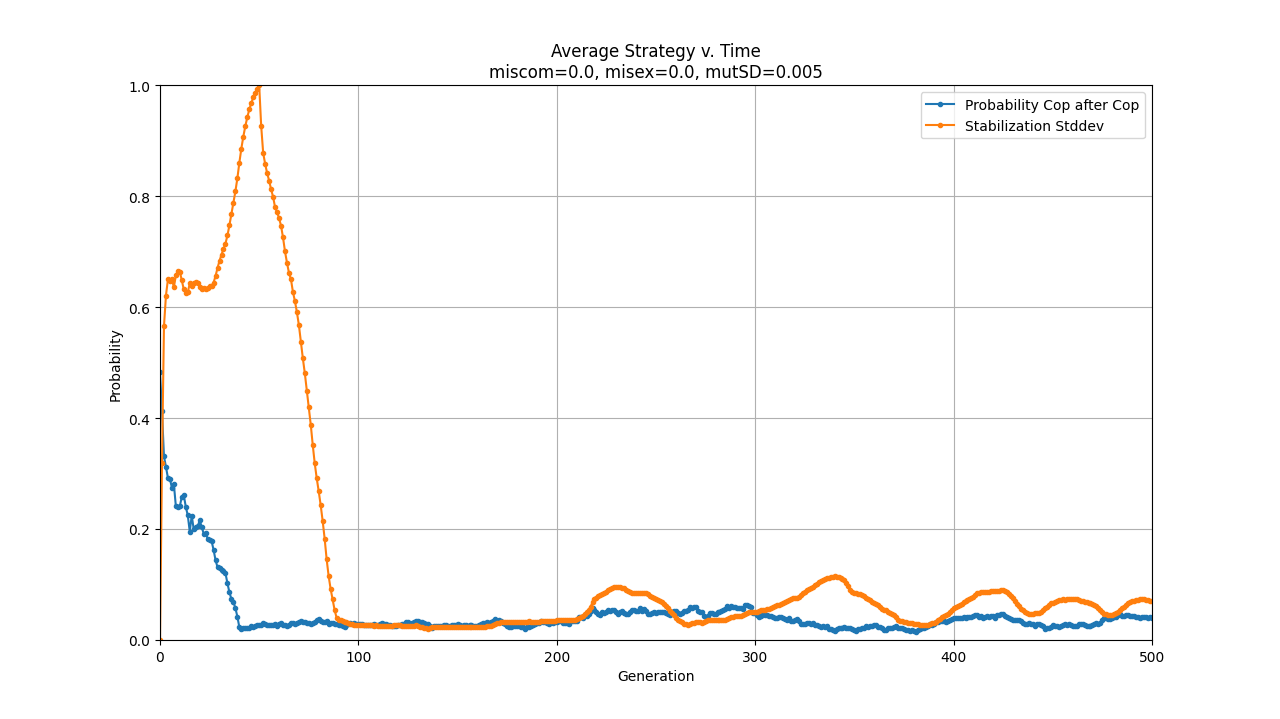 Average Strategy v. Time
miscom=0.0, misex=0.0, mutSD=0.005
Probability Cop after Cop
Stabilization Stddev
1.0
0.8
0.6
0.4
0.2
0.0
Probability
0
100
200
300
400
500
Generation